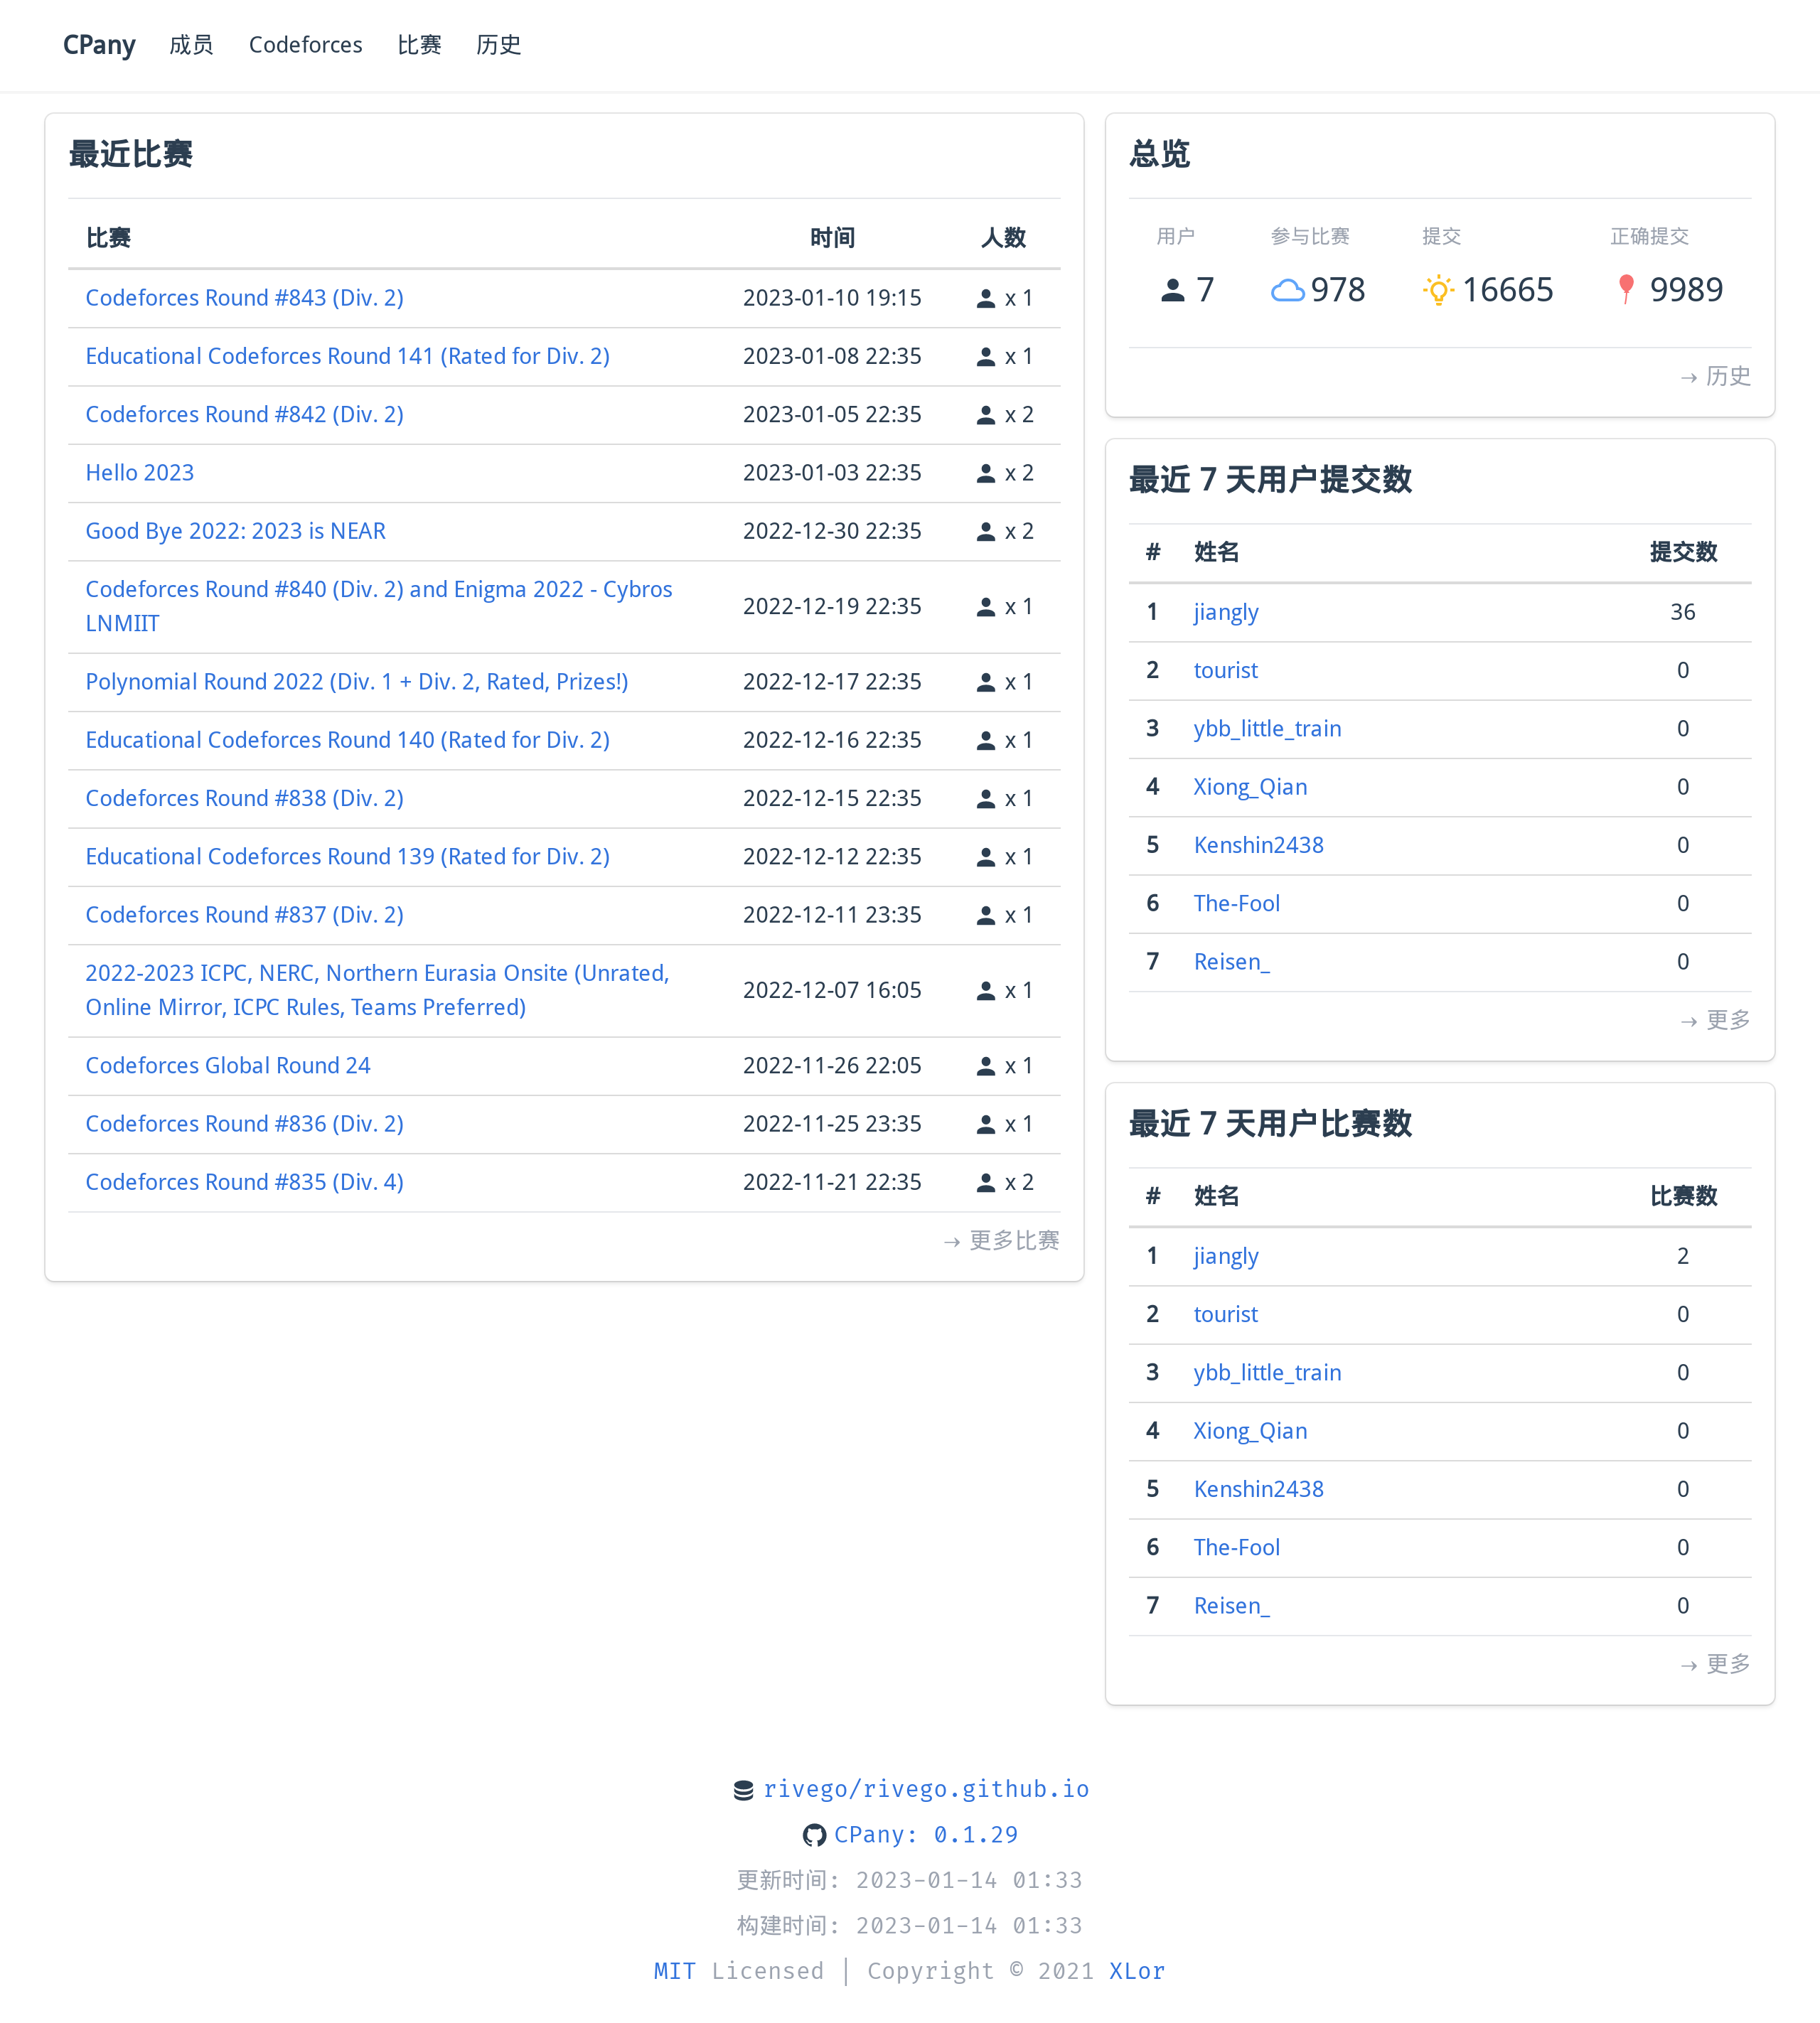 CPany 成员 Codeforces 比赛 历史
最近比赛
比赛 时间 人数
Codeforces Round #843 (Div. 2) 2023-01-10 19:15 x 1
Educational Codeforces Round 141 (Rated for Div. 2) 2023-01-08 22:35 x 1
Codeforces Round #842 (Div. 2) 2023-01-05 22:35 x 2
Hello 2023 2023-01-03 22:35 x 2
Good Bye 2022: 2023 is NEAR 2022-12-30 22:35 x 2
Codeforces Round #840 (Div. 2) and Enigma 2022 - Cybros
LNMIIT 2022-12-19 22:35 x 1
Polynomial Round 2022 (Div. 1 + Div. 2, Rated, Prizes!) 2022-12-17 22:35 x 1
Educational Codeforces Round 140 (Rated for Div. 2) 2022-12-16 22:35 x 1
Codeforces Round #838 (Div. 2) 2022-12-15 22:35 x 1
Educational Codeforces Round 139 (Rated for Div. 2) 2022-12-12 22:35 x 1
Codeforces Round #837 (Div. 2) 2022-12-11 23:35 x 1
2022-2023 ICPC, NERC, Northern Eurasia Onsite (Unrated,
Online Mirror, ICPC Rules, Teams Preferred) 2022-12-07 16:05 x 1
Codeforces Global Round 24 2022-11-26 22:05 x 1
Codeforces Round #836 (Div. 2) 2022-11-25 23:35 x 1
Codeforces Round #835 (Div. 4) 2022-11-21 22:35 x 2
→ 更多比赛
总览
用户 参与比赛 提交 正确提交
7 978 16665 9989
→ 历史
最近 7 天用户提交数
# 姓名 提交数
1 jiangly 36
2 tourist 0
3 ybb_little_train 0
4 Xiong_Qian 0
5 Kenshin2438 0
6 The-Fool 0
7 Reisen_ 0
→ 更多
最近 7 天用户比赛数
# 姓名 比赛数
1 jiangly 2
2 tourist 0
3 ybb_little_train 0
4 Xiong_Qian 0
5 Kenshin2438 0
6 The-Fool 0
7 Reisen_ 0
→ 更多
rivego/rivego.github.io
CPany: 0.1.29
更新时间: 2023-01-14 01:33
构建时间: 2023-01-14 01:33
MIT Licensed | Copyright © 2021 XLor